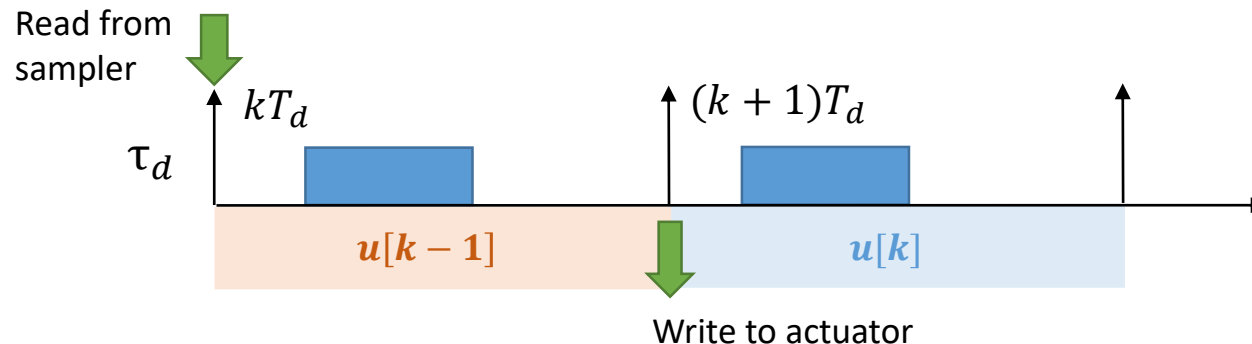 Read from
sampler
kT_d
(k + 1)T_d
τ_d
u[k − 1]
u[k]
Write to actuator